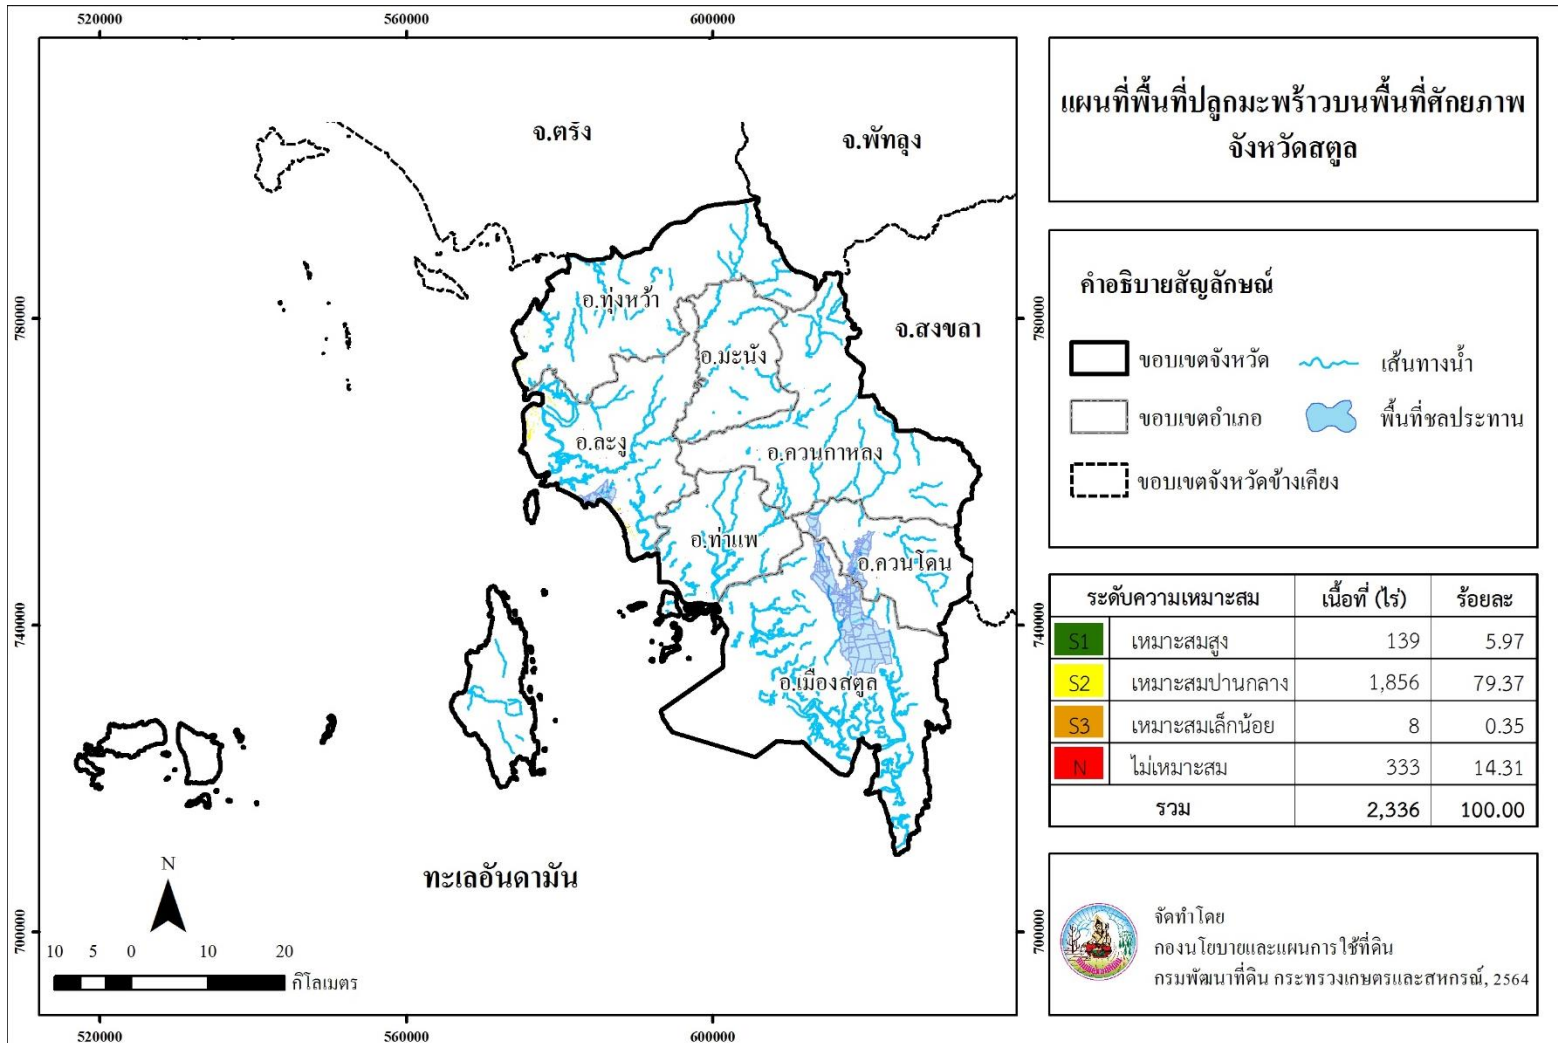 520000
560000
600000
แผนที่พื้นที่ปลูกมะพร้าวบนพื้นที่ศักยภาพ
จังหวัดสตูล
จ.ตรัง
จ.พัทลุง
จ.สงขลา
อ.ทุ่งหว้า
อ.มะนัง
อ.ละงู
อ.ควนกาหลง
อ.ท่าแพ
อ.ควนโดน
อ.เมืองสตูล
ทะเลอันดามัน
780000
740000
700000
780000
740000
700000
N
10 5 0 10 20
กิโลเมตร
520000
560000
600000
คำอธิบายสัญลักษณ์
ขอบเขตจังหวัด
เส้นทางน้ำ
ขอบเขตอำเภอ
พื้นที่ชลประทาน
ขอบเขตจังหวัดข้างเคียง
ระดับความเหมาะสม เนื้อที่ (ไร่) ร้อยละ
S1 เหมาะสมสูง 139 5.97
S2 เหมาะสมปานกลาง 1,856 79.37
S3 เหมาะสมเล็กน้อย 8 0.35
N ไม่เหมาะสม 333 14.31
รวม 2,336 100.00
จัดทำโดย
กองนโยบายและแผนการใช้ที่ดิน
กรมพัฒนาที่ดิน กระทรวงเกษตรและสหกรณ์, 2564